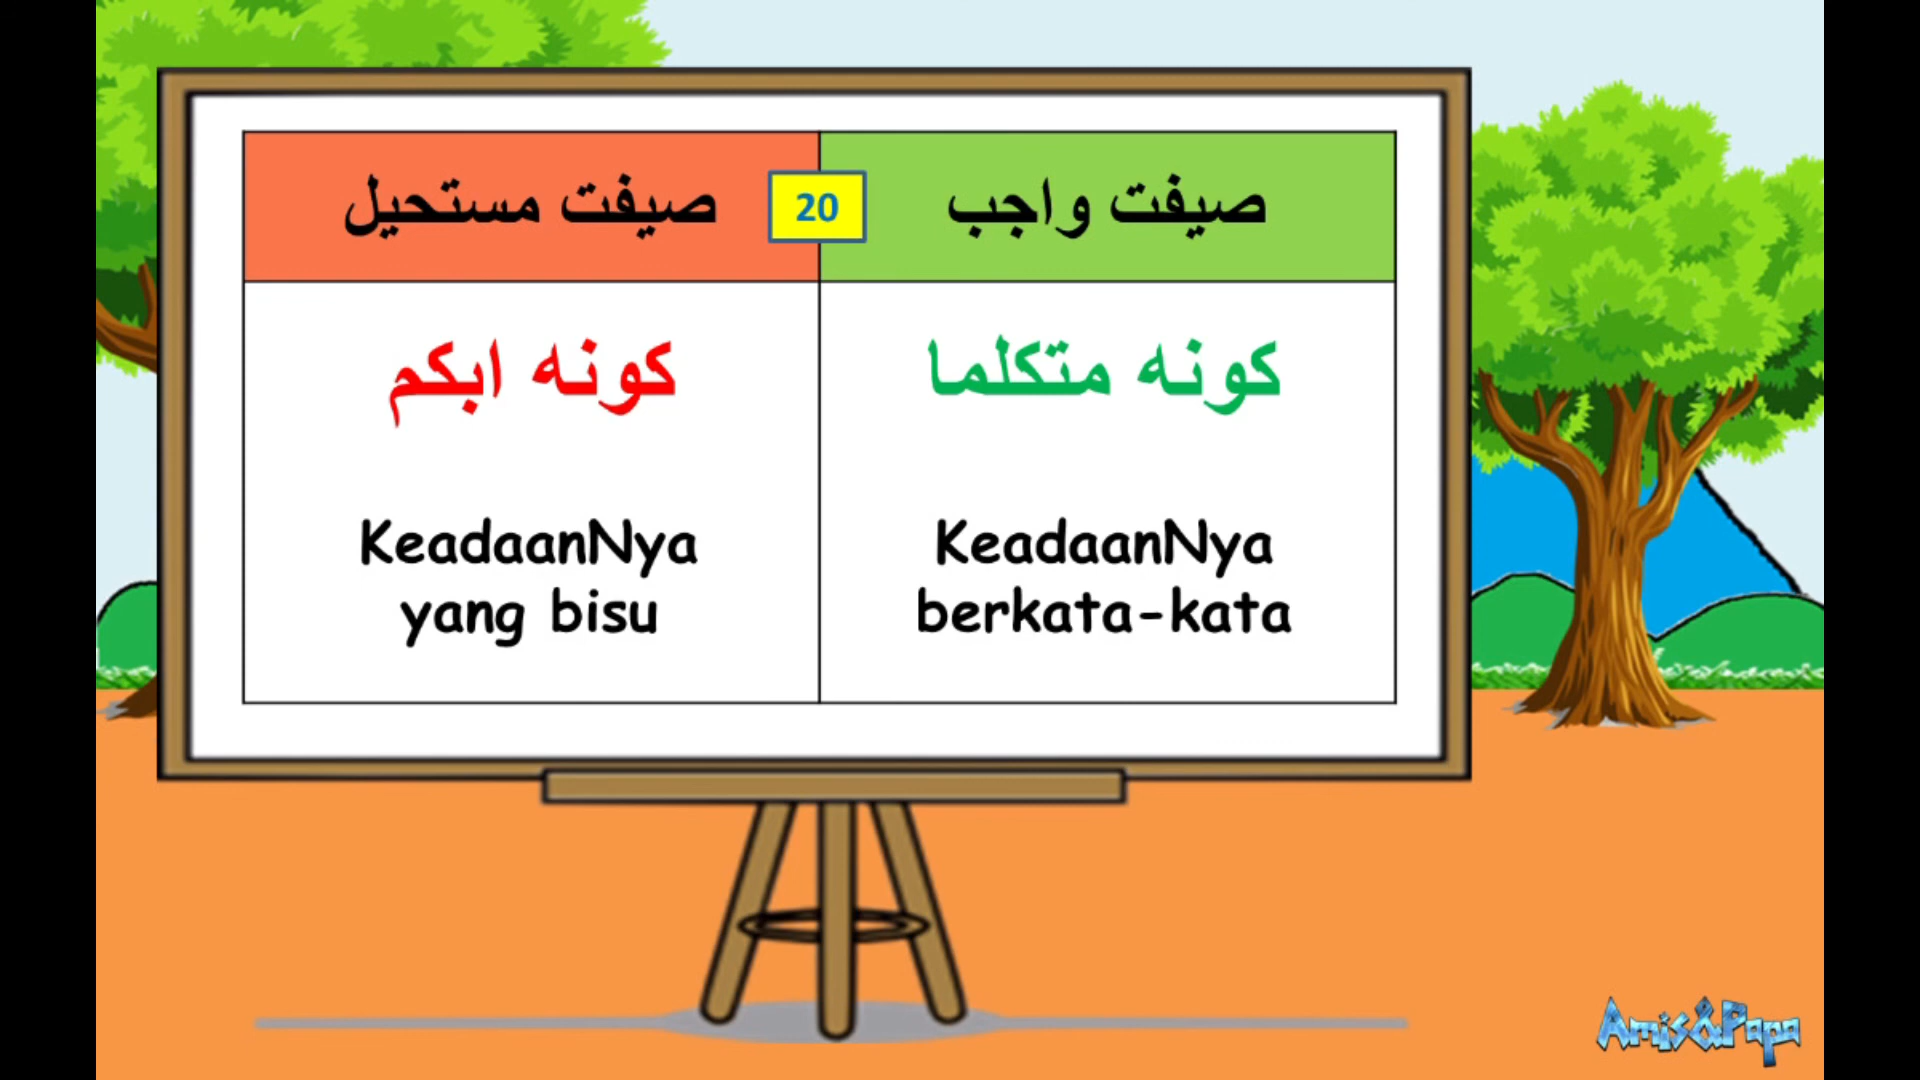 صيفت واجب
20
صيفت مستحيل
كونه متكلما
KeadaanNya
berkata-kata
كونه ابكم
KeadaanNya
yang bisu
Amis&Papa